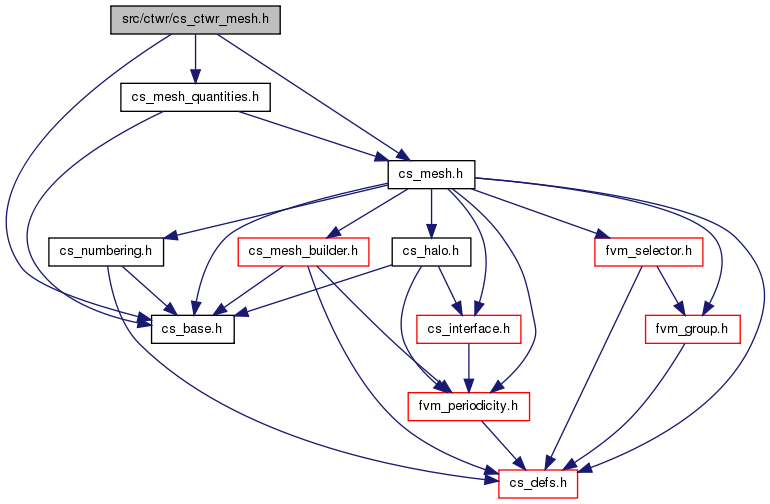 src/ctwr/cs_ctwr_mesh.h
cs_mesh_quantities.h
cs_mesh.h
cs_numbering.h
cs_mesh_builder.h
cs_halo.h
fvm_selector.h
cs_base.h
cs_interface.h
fvm_group.h
fvm_periodicity.h
cs_defs.h